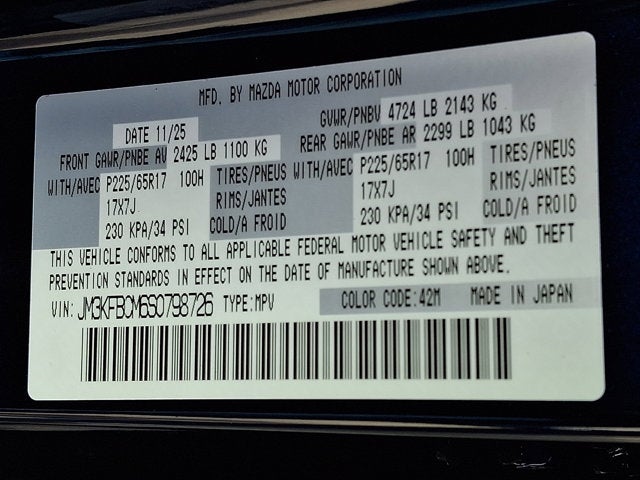 MFD. BY MAZDA MOTOR CORPORATION
DATE 11/25 GVWR/PNBV 4724 LB 2143 KG
FRONT GAWR/PNBE AV 2425 LB 1100 KG REAR GAWR/PNBE AR 2299 LB 1043 KG
WITH/AVEC P225/65R17 100H TIRES/PNEUS WITH/AVEC P225/65R17 100H TIRES/PNEUS
17X7J RIMS/JANTES 17X7J RIMS/JANTES
230 KPA/34 PSI COLD/A FROID 230 KPA/34 PSI COLD/A FROID
THIS VEHICLE CONFORMS TO ALL APPLICABLE FEDERAL MOTOR VEHICLE SAFETY AND THEFT
PREVENTION STANDARDS IN EFFECT ON THE DATE OF MANUFACTURE SHOWN ABOVE.
VIN: JM3KFBCM6S0798726 TYPE:MPV COLOR CODE:42M MADE IN JAPAN